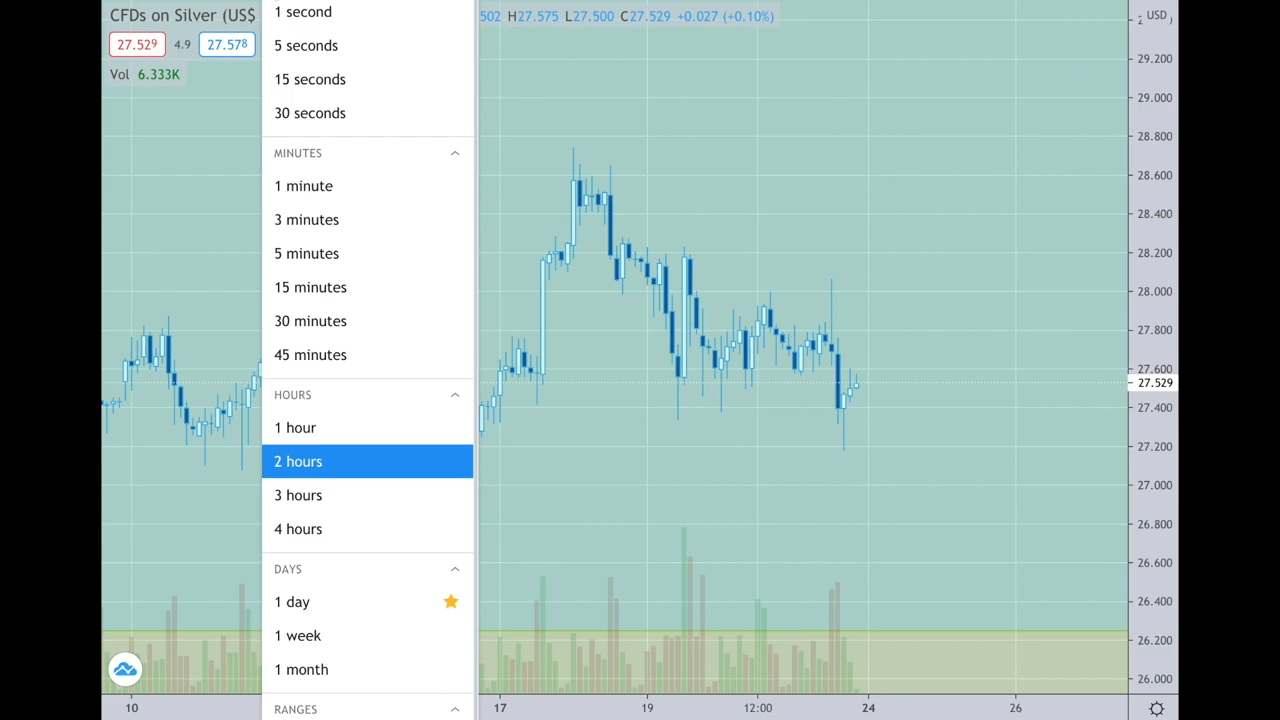 CFDs on Silver (US$
502 H27.575 L27.500 C27.529 +0.027 (+0.10%)
USD
27.529 4.9 27.578
Vol 6.333K
1 second
5 seconds
15 seconds
30 seconds
MINUTES
1 minute
3 minutes
5 minutes
15 minutes
30 minutes
45 minutes
HOURS
1 hour
2 hours
3 hours
4 hours
DAYS
1 day
1 week
1 month
RANGES
29.200
29.000
28.800
28.600
28.400
28.200
28.000
27.800
27.600
27.529
27.400
27.200
27.000
26.800
26.600
26.400
26.200
26.000
10 17 19 12:00 24 26